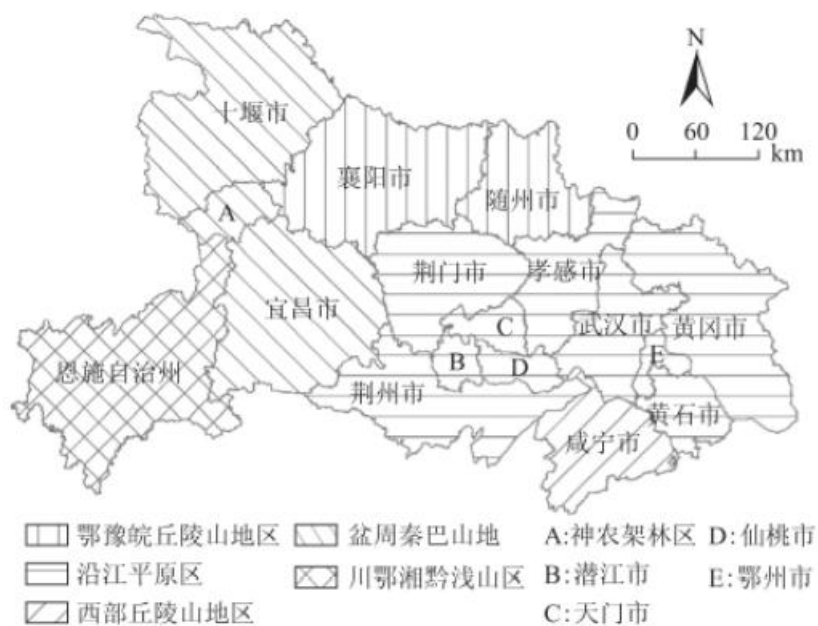 N
0 60 120
km
十堰市
襄阳市
随州市
A
荆门市
孝感市
宜昌市
C
武汉市
黄冈市
恩施自治州
B
D
E
荆州市
黄石市
咸宁市
鄂豫皖丘陵山地区 盆周秦巴山地 A:神农架林区 D:仙桃市
沿江平原区 川鄂湘黔浅山区 B:潜江市 E:鄂州市
西部丘陵山地区 C:天门市